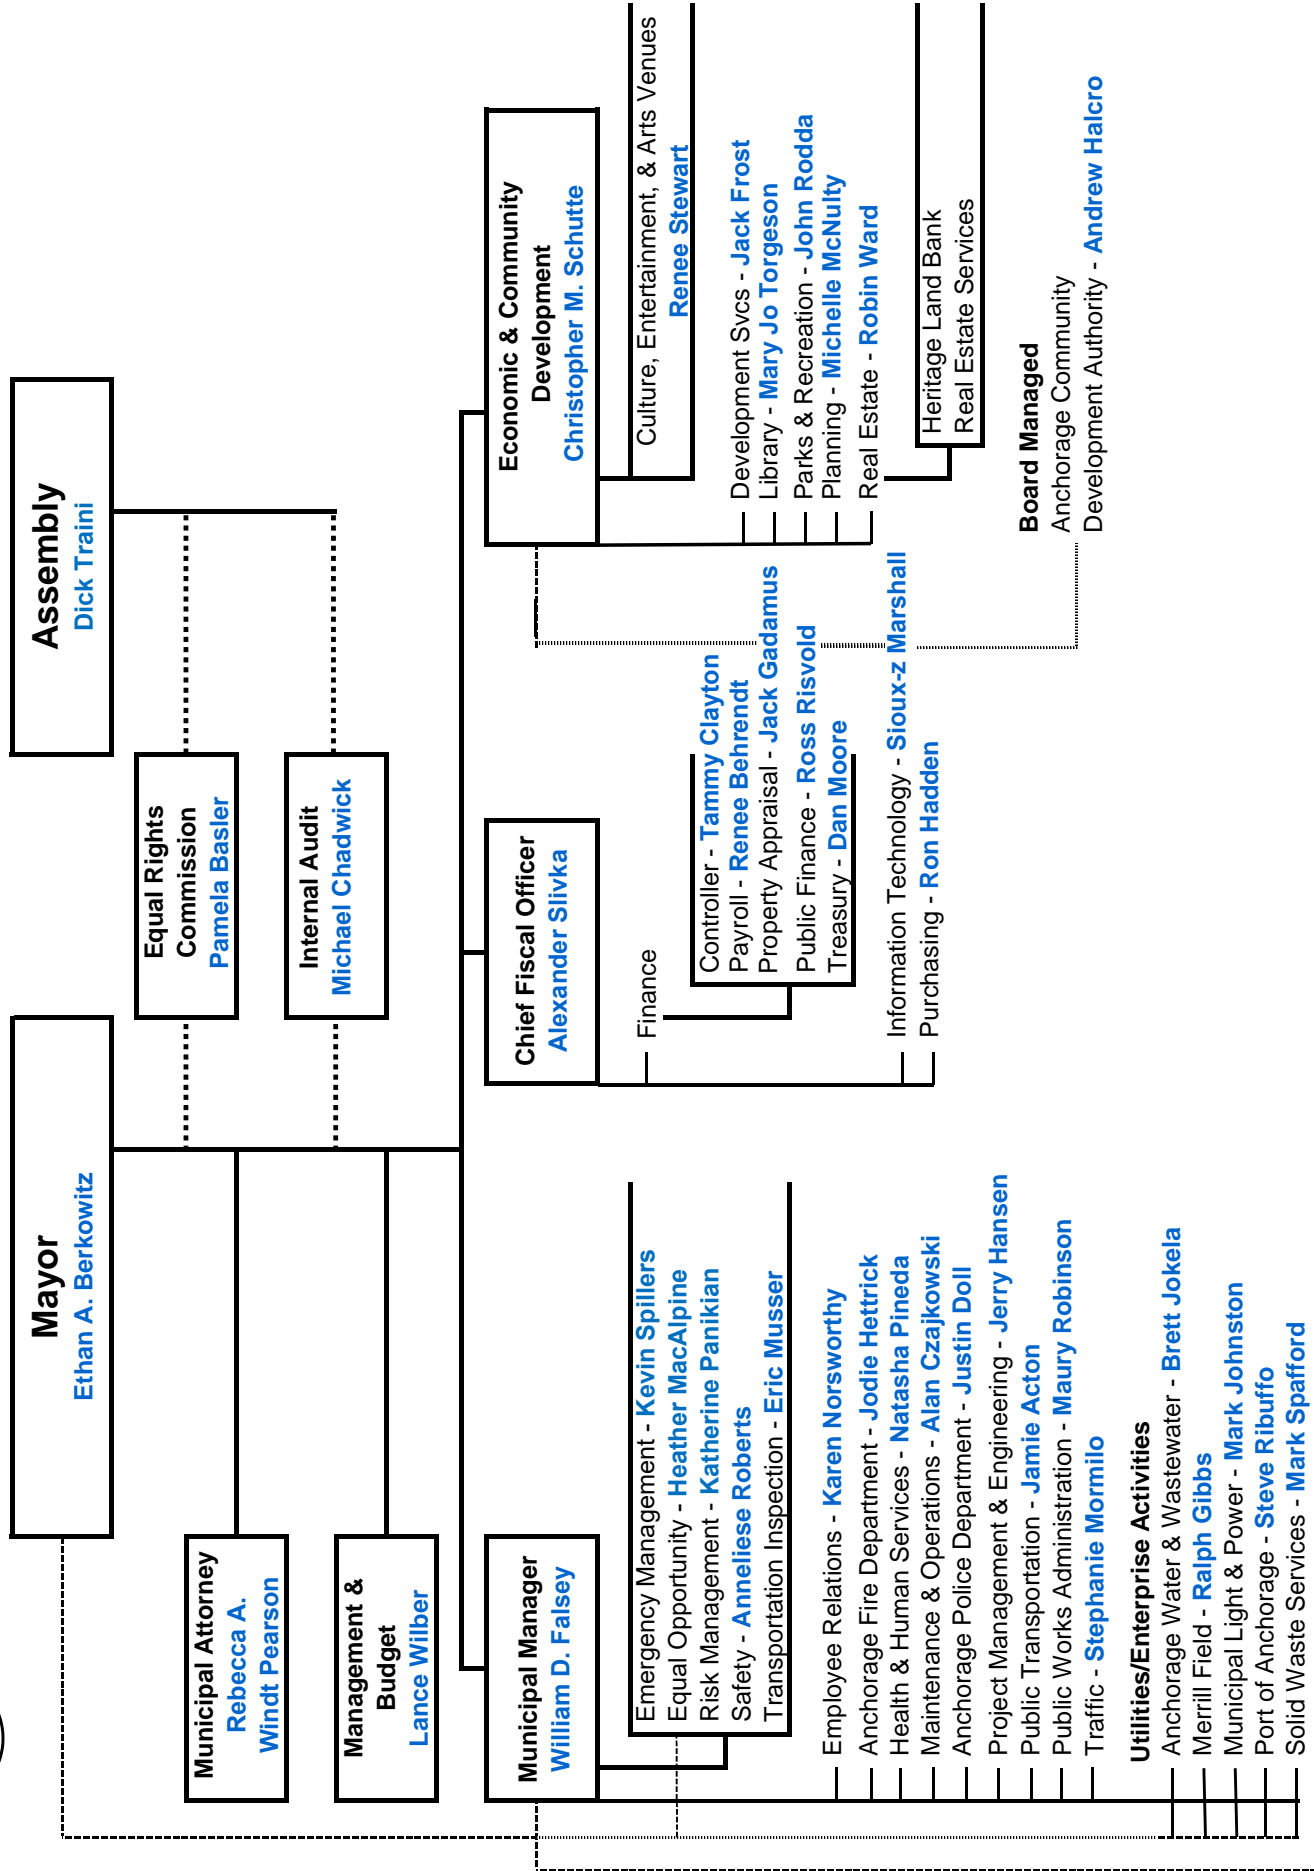 Mayor
Ethan A. Berkowitz
Assembly
Dick Traini
Equal Rights
Commission
Pamela Basler
Internal Audit
Michael Chadwick
Municipal Attorney
Rebecca A.
Windt Pearson
Management &
Budget
Lance Wilber
Municipal Manager
William D. Falsey
Emergency Management - Kevin Spillers
Equal Opportunity - Heather MacAlpine
Risk Management - Katherine Panikian
Safety - Anneliese Roberts
Transportation Inspection - Eric Musser
Employee Relations - Karen Norsworthy
Anchorage Fire Department - Jodie Hettrick
Health & Human Services - Natasha Pineda
Maintenance & Operations - Alan Czajkowski
Anchorage Police Department - Justin Doll
Project Management & Engineering - Jerry Hansen
Public Transportation - Jamie Acton
Public Works Administration - Maury Robinson
Traffic - Stephanie Mormilo
Utilities/Enterprise Activities
Anchorage Water & Wastewater - Brett Jokela
Merrill Field - Ralph Gibbs
Municipal Light & Power - Mark Johnston
Port of Anchorage - Steve Ribuffo
Solid Waste Services - Mark Spafford
Chief Fiscal Officer
Alexander Slivka
Finance
Controller - Tammy Clayton
Payroll - Renee Behrendt
Property Appraisal - Jack Gadamus
Public Finance - Ross Risvold
Treasury - Dan Moore
Information Technology - Sioux-z Marshall
Purchasing - Ron Hadden
Economic & Community
Development
Christopher M. Schutte
Culture, Entertainment, & Arts Venues
Renee Stewart
Development Svcs - Jack Frost
Library - Mary Jo Torgeson
Parks & Recreation - John Rodda
Planning - Michelle McNulty
Real Estate - Robin Ward
Heritage Land Bank
Real Estate Services
Board Managed
Anchorage Community
Development Authority - Andrew Halcro